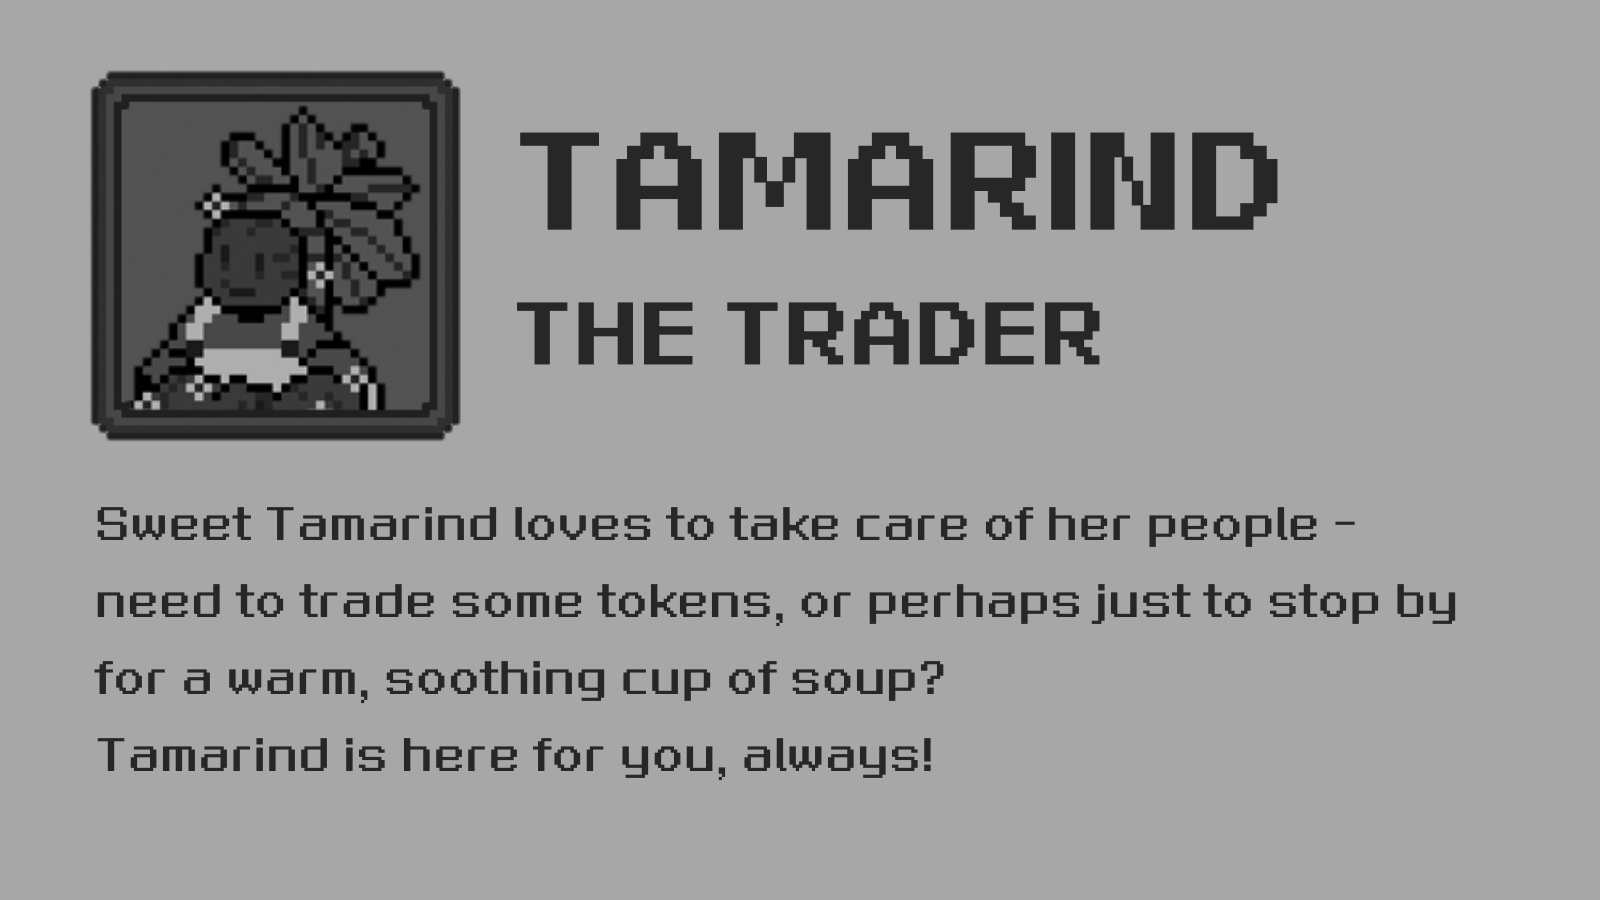 TAMARIND
THE TRADER
Sweet Tamarind loves to take care of her people -
need to trade some tokens, or perhaps just to stop by
for a warm, soothing cup of soup?
Tamarind is here for you, always!